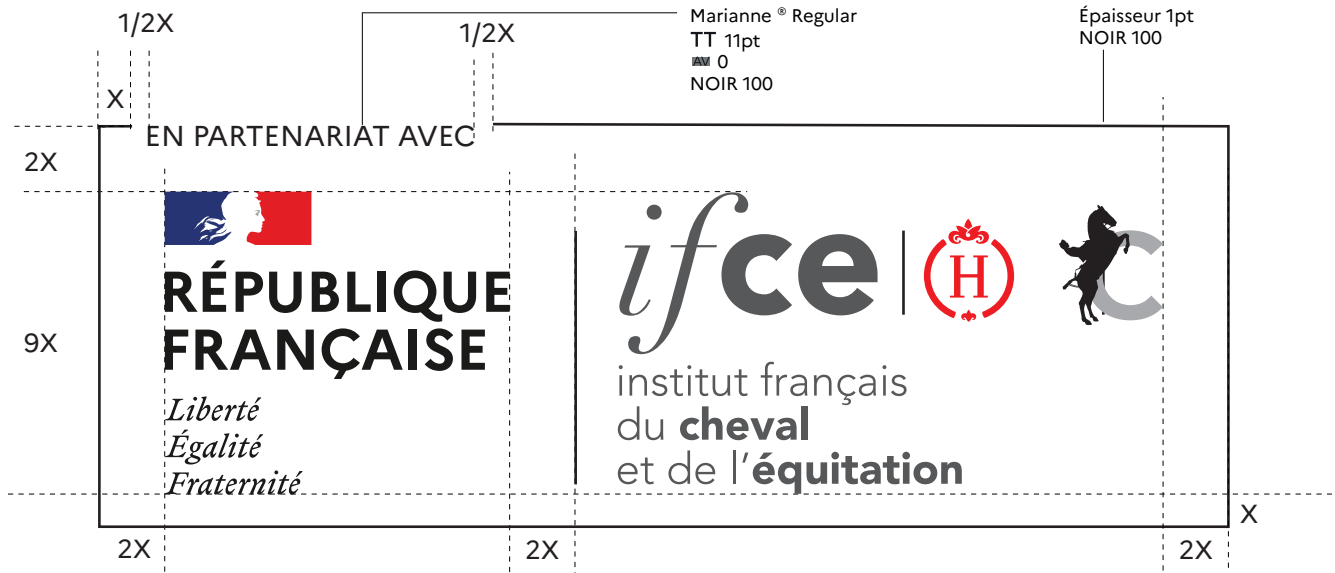 1/2X
1/2X
Marianne ® Regular
TT 11pt
AV 0
NOIR 100
Épaisseur 1pt
NOIR 100
X
EN PARTENARIAT AVEC
2X
RÉPUBLIQUE
FRANÇAISE
Liberté
Égalité
Fraternité
9X
ifce
H
C
institut français
du cheval
et de l'équitation
X
2X
2X
2X